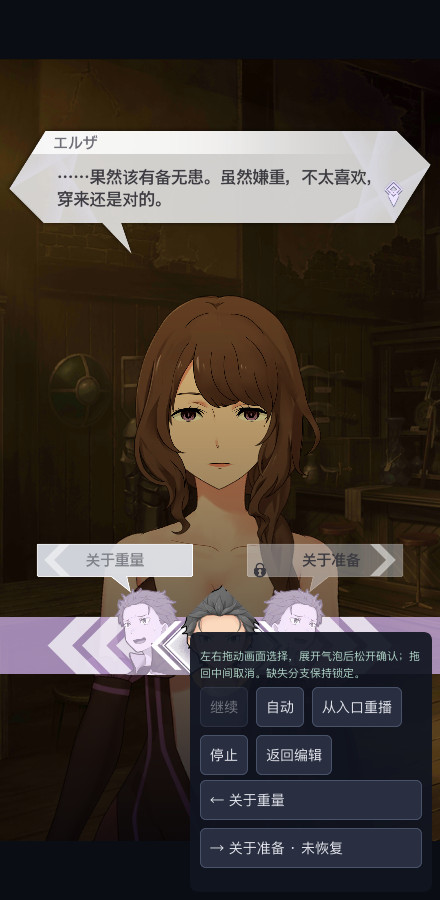 エルザ
……果然该有备无患。虽然嫌重，不太喜欢，
穿来还是对的。
关于重量
关于准备
左右拖动画面选择，展开气泡后松开确认；拖
回中间取消。缺失分支保持锁定。
继续
自动
从入口重播
停止
返回编辑
← 关于重量
→ 关于准备 · 未恢复